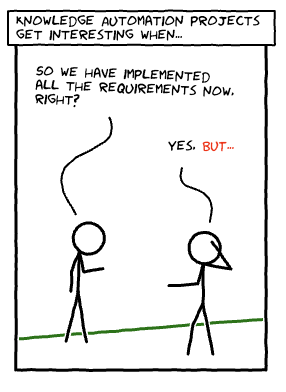 KNOWLEDGE AUTOMATION PROJECTS
GET INTERESTING WHEN...
SO WE HAVE IMPLEMENTED
ALL THE REQUIREMENTS NOW.
RIGHT?
YES. BUT...